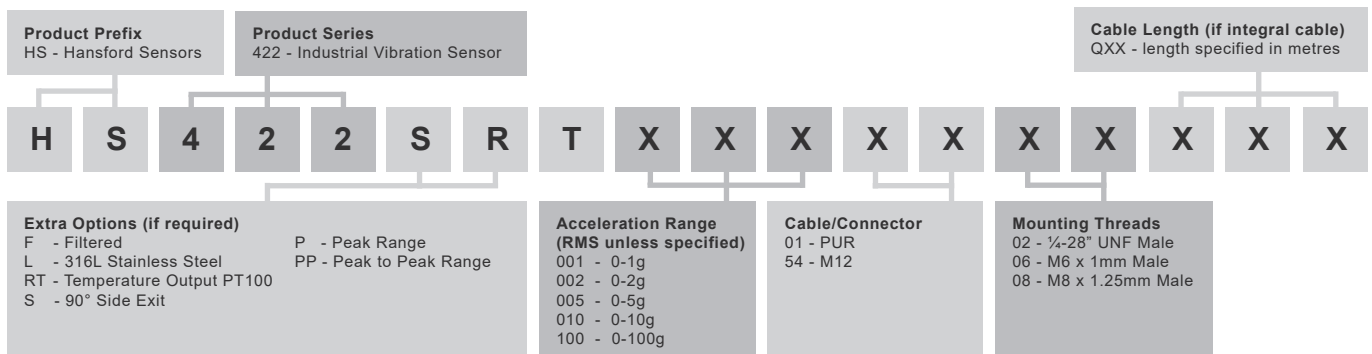 Product Prefix
HS - Hansford Sensors
Product Series
422 - Industrial Vibration Sensor
Cable Length (if integral cable)
QXX - length specified in metres
H S 4 2 2 S R T X X X X X X X X X X
Extra Options (if required)
F - Filtered
L - 316L Stainless Steel
RT - Temperature Output PT100
S - 90° Side Exit
P - Peak Range
PP - Peak to Peak Range
Acceleration Range
(RMS unless specified)
001 - 0-1g
002 - 0-2g
005 - 0-5g
010 - 0-10g
100 - 0-100g
Cable/Connector
01 - PUR
54 - M12
Mounting Threads
02 - ¼-28” UNF Male
06 - M6 x 1mm Male
08 - M8 x 1.25mm Male